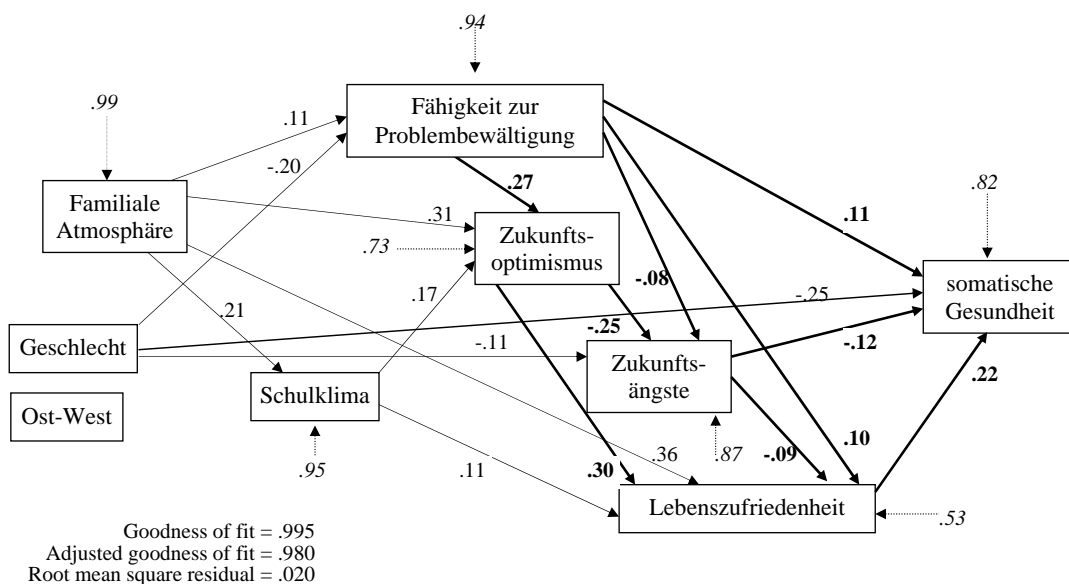 .94
.99
Fähigkeit zur
Problembewältigung
.11
-.20
.27
.82
Familiale
Atmosphäre
.31
.11
.73
Zukunfts-
optimismus
-.08
somatische
Gesundheit
.21
.17
-.25
-.25
Geschlecht
-.11
-.12
Zukunfts-
ängste
Schulklima
.22
Ost-West
.10
.36
.87
-.09
.95
.11
.30
Lebenszufriedenheit
.53
Goodness of fit = .995
Adjusted goodness of fit = .980
Root mean square residual = .020